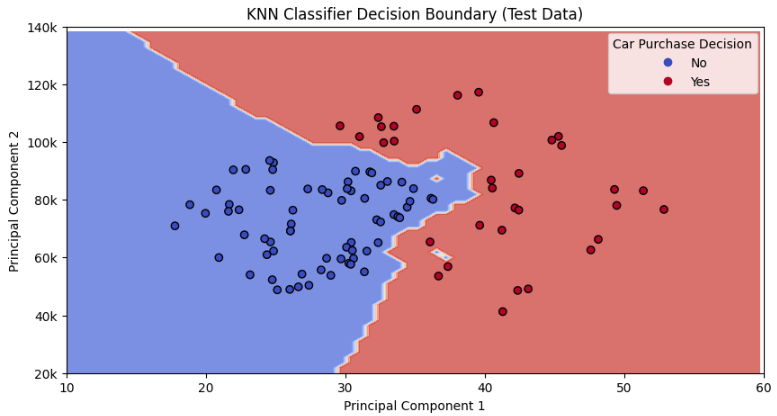 KNN Classifier Decision Boundary (Test Data)
140k
120k
100k
80k
60k
40k
20k
Principal Component 2
Car Purchase Decision
No
Yes
10
20
30
40
50
60
Principal Component 1